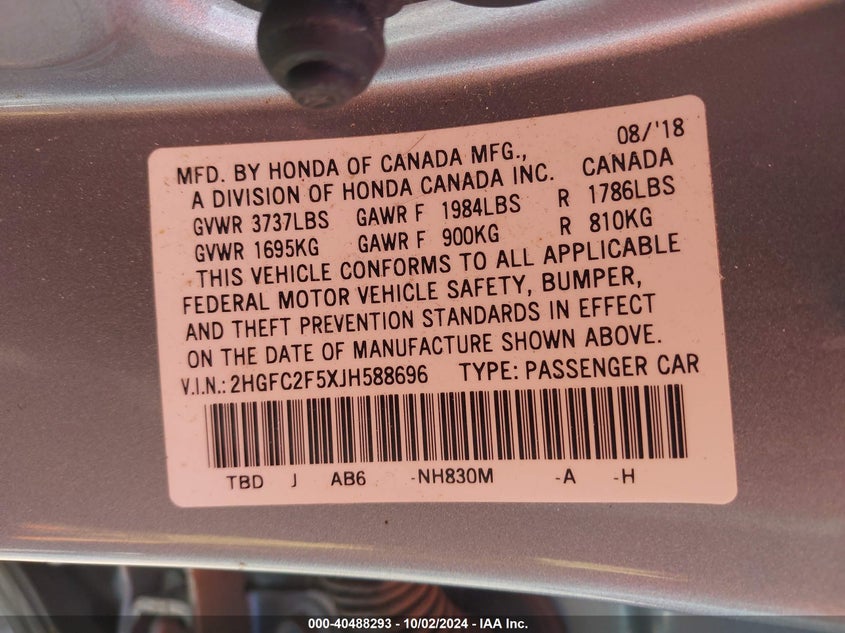 08/'18
MFD. BY HONDA OF CANADA MFG.,
A DIVISION OF HONDA CANADA INC. CANADA
GVWR 3737LBS GAWR F 1984LBS R 1786LBS
GVWR 1695KG GAWR F 900KG R 810KG
THIS VEHICLE CONFORMS TO ALL APPLICABLE
FEDERAL MOTOR VEHICLE SAFETY, BUMPER,
AND THEFT PREVENTION STANDARDS IN EFFECT
ON THE DATE OF MANUFACTURE SHOWN ABOVE.
V.I.N.: 2HGFC2F5XJH588696 TYPE: PASSENGER CAR
TBD J AB6 -NH830M -A -H
000-40488293 - 10/02/2024 - IAA Inc.